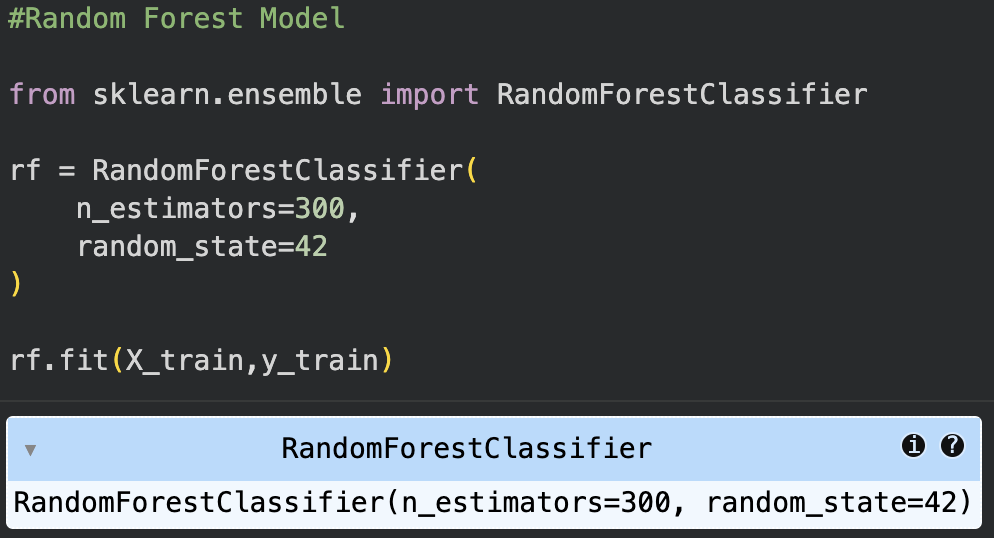 #Random Forest Model
from sklearn.ensemble import RandomForestClassifier
rf = RandomForestClassifier(
    n_estimators=300,
    random_state=42
)
rf.fit(X_train,y_train)
▼ RandomForestClassifier i ?
RandomForestClassifier(n_estimators=300, random_state=42)